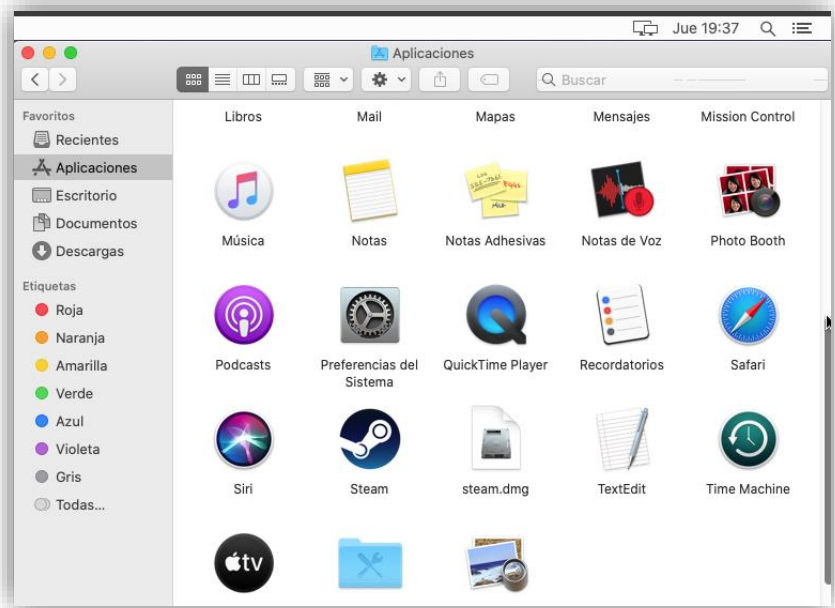 Jue 19:37
Aplicaciones
Buscar
Favoritos
Recientes
Aplicaciones
Escritorio
Documentos
Descargas
Etiquetas
Roja
Naranja
Amarilla
Verde
Azul
Violeta
Gris
Todas...
Libros Mail Mapas Mensajes Mission Control
Música Notas Notas Adhesivas Notas de Voz Photo Booth
Podcasts Preferencias del QuickTime Player Recordatorios Safari
Sistema
Siri Steam steam.dmg TextEdit Time Machine
tv